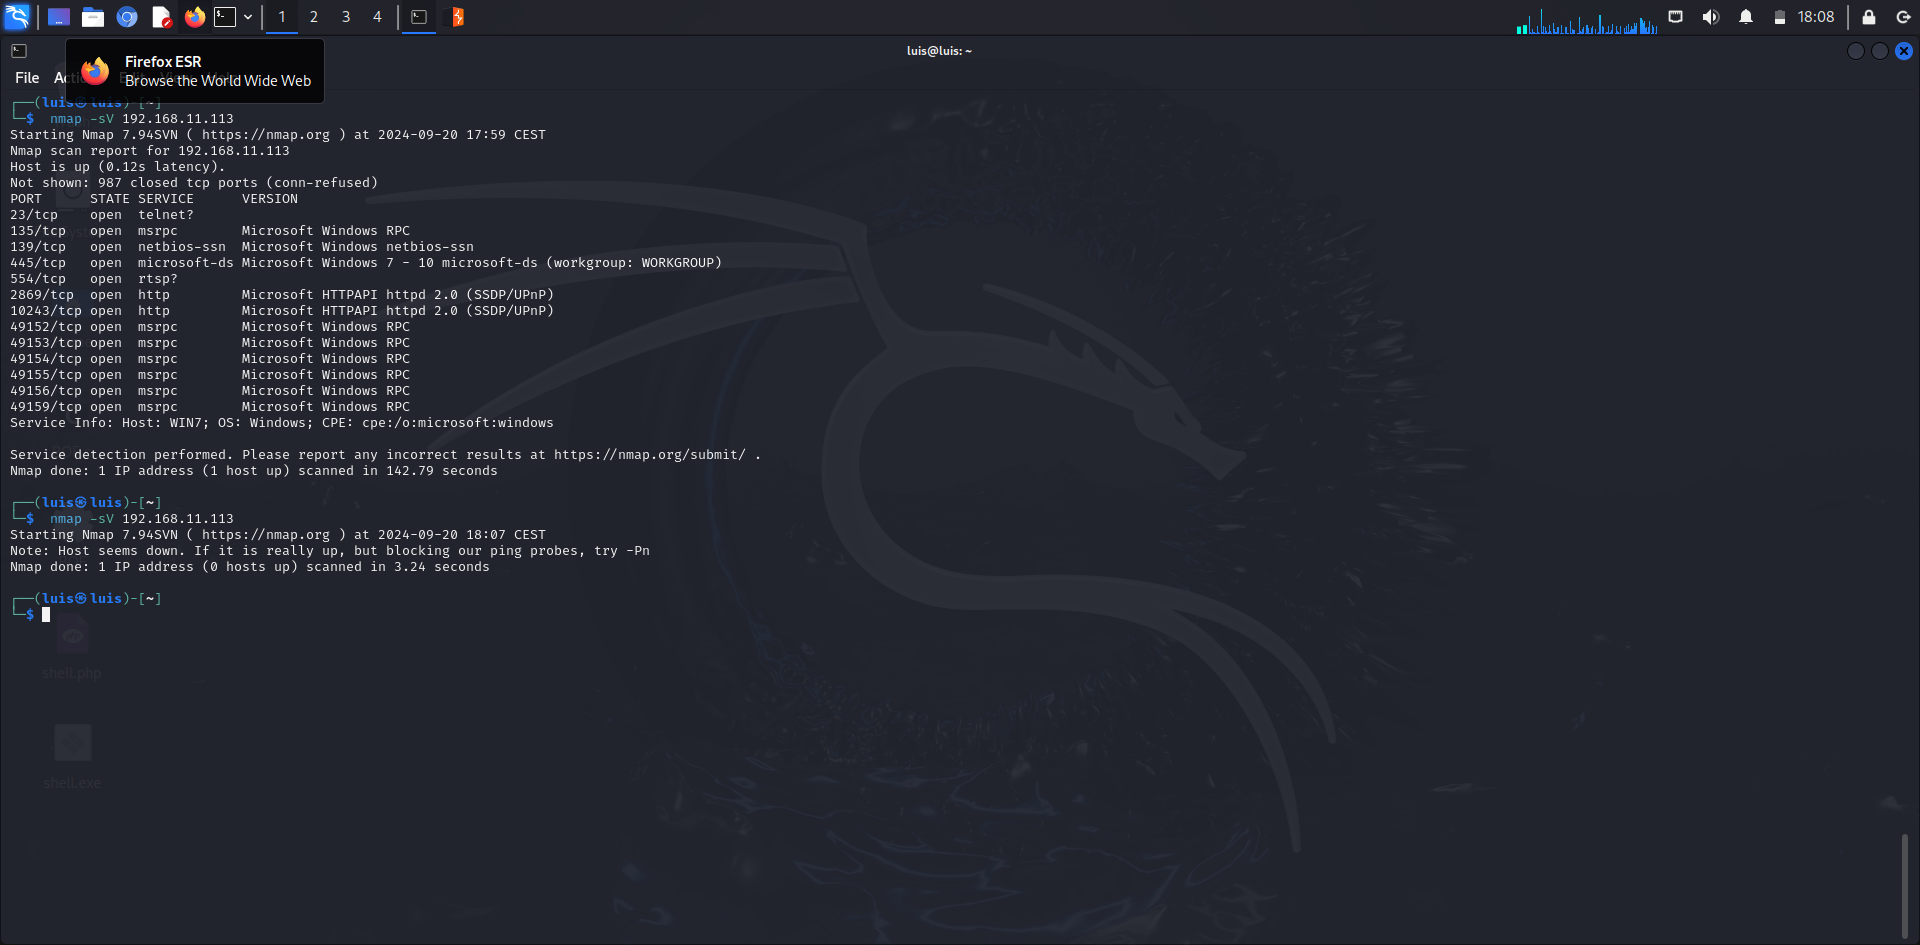 1 2 3 4
18:08
luis@luis: ~
File
Firefox ESR
Browse the World Wide Web
(luis㉿luis)-[~]
$ nmap -sV 192.168.11.113
Starting Nmap 7.94SVN ( https://nmap.org ) at 2024-09-20 17:59 CEST
Nmap scan report for 192.168.11.113
Host is up (0.12s latency).
Not shown: 987 closed tcp ports (conn-refused)
PORT      STATE SERVICE      VERSION
23/tcp    open  telnet?
135/tcp   open  msrpc        Microsoft Windows RPC
139/tcp   open  netbios-ssn  Microsoft Windows netbios-ssn
445/tcp   open  microsoft-ds Microsoft Windows 7 - 10 microsoft-ds (workgroup: WORKGROUP)
554/tcp   open  rtsp?
2869/tcp  open  http         Microsoft HTTPAPI httpd 2.0 (SSDP/UPnP)
10243/tcp open  http         Microsoft HTTPAPI httpd 2.0 (SSDP/UPnP)
49152/tcp open  msrpc        Microsoft Windows RPC
49153/tcp open  msrpc        Microsoft Windows RPC
49154/tcp open  msrpc        Microsoft Windows RPC
49155/tcp open  msrpc        Microsoft Windows RPC
49156/tcp open  msrpc        Microsoft Windows RPC
49159/tcp open  msrpc        Microsoft Windows RPC
Service Info: Host: WIN7; OS: Windows; CPE: cpe:/o:microsoft:windows
Service detection performed. Please report any incorrect results at https://nmap.org/submit/ .
Nmap done: 1 IP address (1 host up) scanned in 142.79 seconds
(luis㉿luis)-[~]
$ nmap -sV 192.168.11.113
Starting Nmap 7.94SVN ( https://nmap.org ) at 2024-09-20 18:07 CEST
Note: Host seems down. If it is really up, but blocking our ping probes, try -Pn
Nmap done: 1 IP address (0 hosts up) scanned in 3.24 seconds
(luis㉿luis)-[~]
$
shell.php
shell.exe